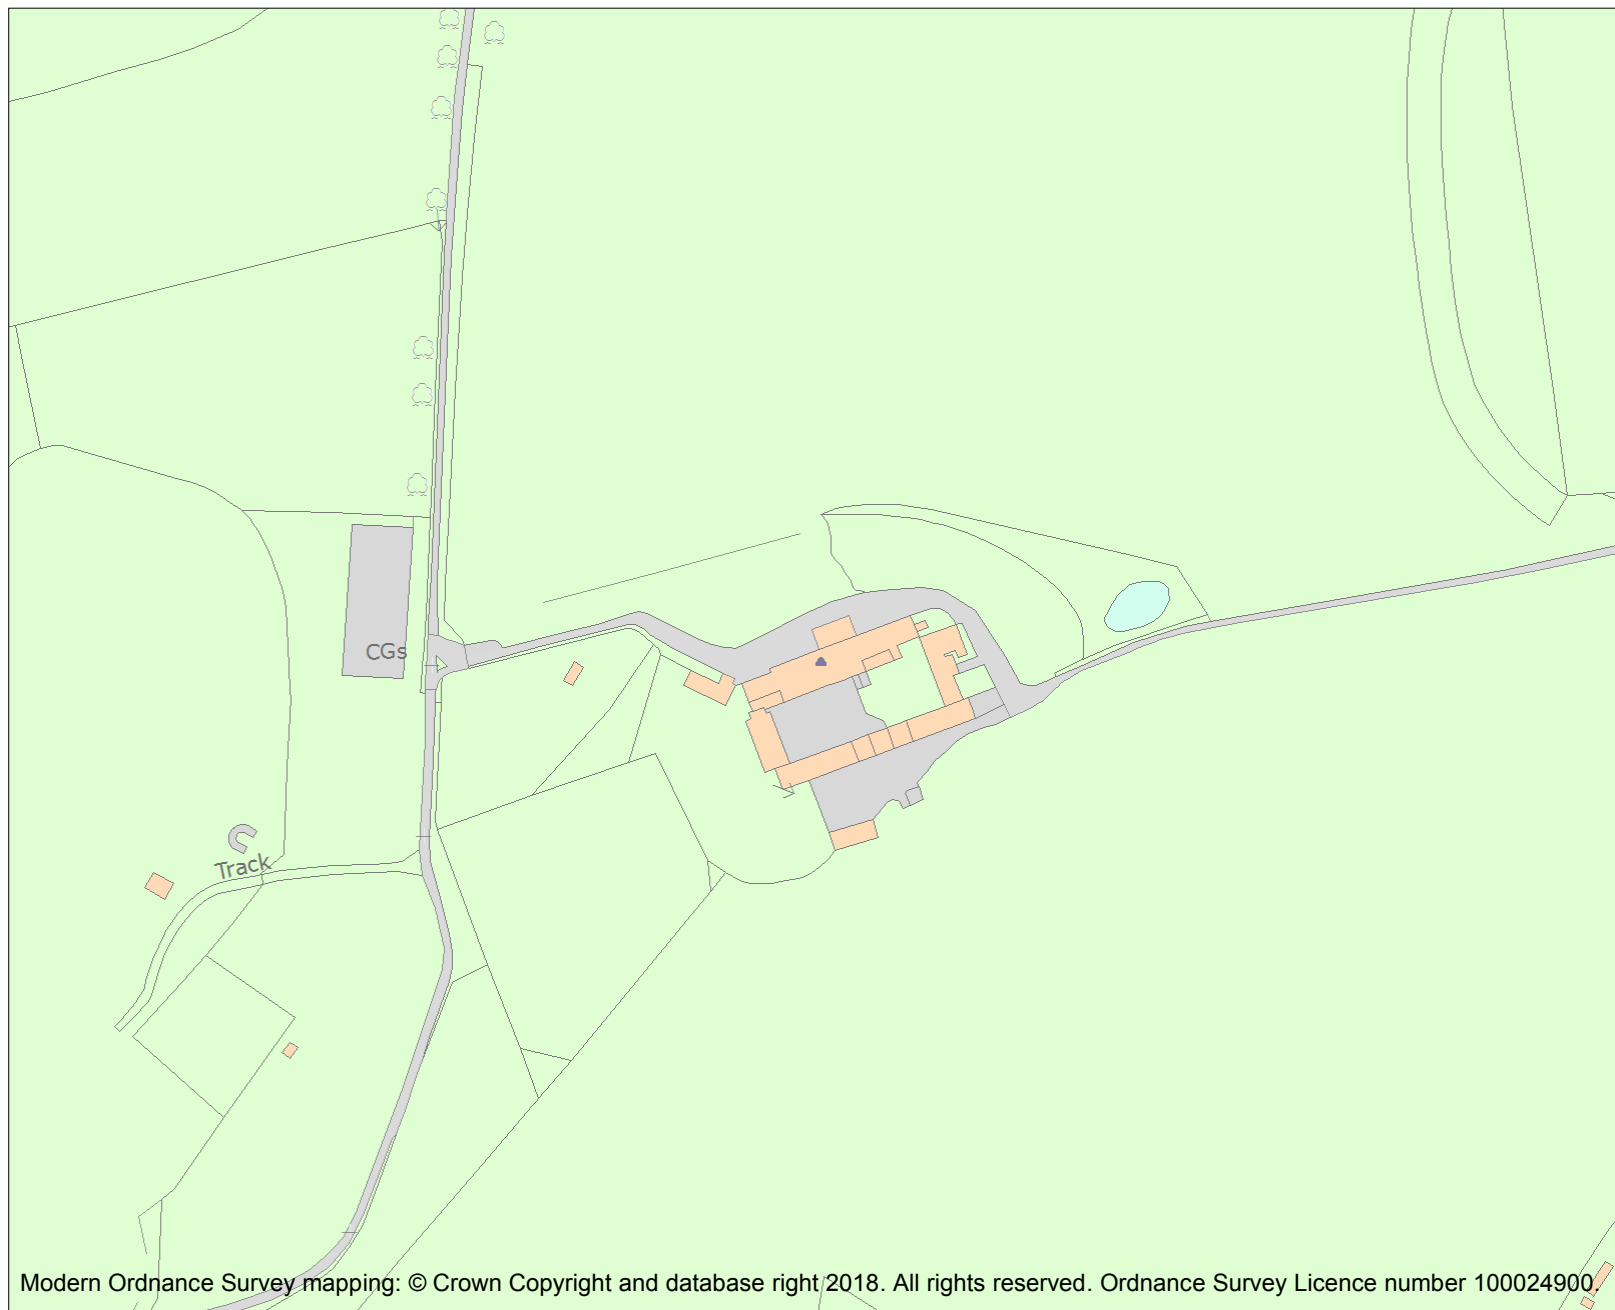 CGs
Track
Modern Ordnance Survey mapping: © Crown Copyright and database right 2018. All rights reserved. Ordnance Survey Licence number 100024900.